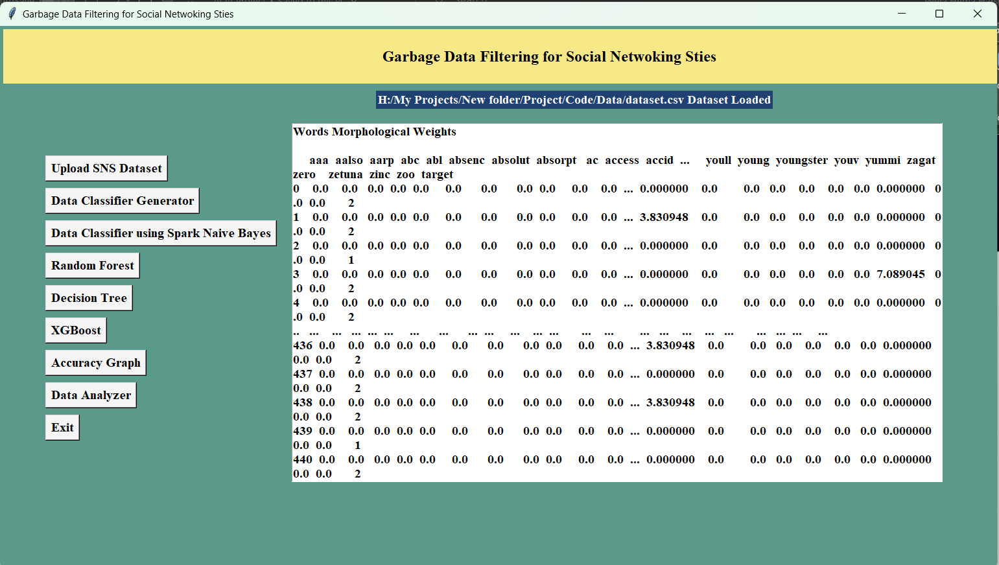 Garbage Data Filtering for Social Netwoking Sties
Garbage Data Filtering for Social Netwoking Sties
H:/My Projects/New folder/Project/Code/Data/dataset.csv Dataset Loaded
Upload SNS Dataset
Data Classifier Generator
Data Classifier using Spark Naive Bayes
Random Forest
Decision Tree
XGBoost
Accuracy Graph
Data Analyzer
Exit
Words Morphological Weights
aaa aalso aarp abc abl absenc absolut absorpt ac access accid ... youll young youngster youv yummi zagat
zero zetuna zinc zoo target
0 0.0 0.0 0.0 0.0 0.0 0.0 0.0 0.0 0.0 0.0 0.0 ... 0.000000 0.0 0.0 0.0 0.0 0.0 0.0 0.000000 0
.0 0.0 2
1 0.0 0.0 0.0 0.0 0.0 0.0 0.0 0.0 0.0 0.0 0.0 ... 3.830948 0.0 0.0 0.0 0.0 0.0 0.0 0.000000 0
.0 0.0 2
2 0.0 0.0 0.0 0.0 0.0 0.0 0.0 0.0 0.0 0.0 0.0 ... 0.000000 0.0 0.0 0.0 0.0 0.0 0.0 0.000000 0
.0 0.0 1
3 0.0 0.0 0.0 0.0 0.0 0.0 0.0 0.0 0.0 0.0 0.0 ... 0.000000 0.0 0.0 0.0 0.0 0.0 0.0 7.089045 0
.0 0.0 2
4 0.0 0.0 0.0 0.0 0.0 0.0 0.0 0.0 0.0 0.0 0.0 ... 0.000000 0.0 0.0 0.0 0.0 0.0 0.0 0.000000 0
.0 0.0 2
.. ... ... ... ... ... ... ... ... ... ... ... ... ... ... ... ... ... ... ... ... ... ... ...
436 0.0 0.0 0.0 0.0 0.0 0.0 0.0 0.0 0.0 0.0 0.0 ... 3.830948 0.0 0.0 0.0 0.0 0.0 0.0 0.000000
0.0 0.0 2
437 0.0 0.0 0.0 0.0 0.0 0.0 0.0 0.0 0.0 0.0 0.0 ... 0.000000 0.0 0.0 0.0 0.0 0.0 0.0 0.000000
0.0 0.0 2
438 0.0 0.0 0.0 0.0 0.0 0.0 0.0 0.0 0.0 0.0 0.0 ... 3.830948 0.0 0.0 0.0 0.0 0.0 0.0 0.000000
0.0 0.0 2
439 0.0 0.0 0.0 0.0 0.0 0.0 0.0 0.0 0.0 0.0 0.0 ... 0.000000 0.0 0.0 0.0 0.0 0.0 0.0 0.000000
0.0 0.0 1
440 0.0 0.0 0.0 0.0 0.0 0.0 0.0 0.0 0.0 0.0 0.0 ... 0.000000 0.0 0.0 0.0 0.0 0.0 0.0 0.000000
0.0 0.0 2